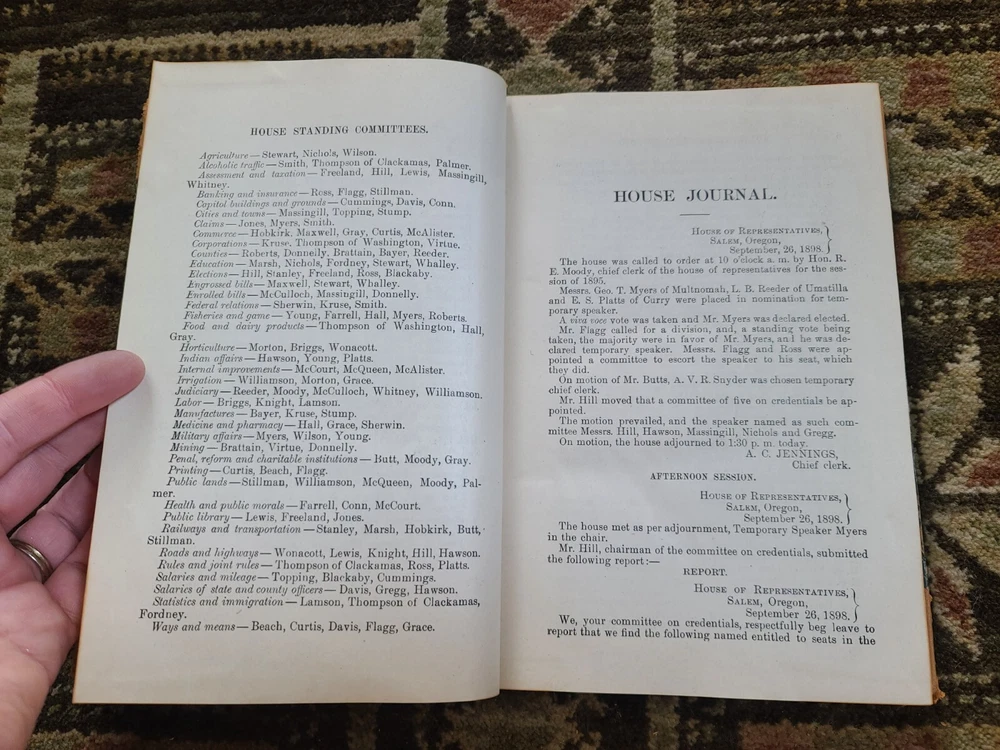 HOUSE STANDING COMMITTEES.
Agriculture — Stewart, Nichols, Wilson.
Alcoholic traffic — Smith, Thompson of Clackamas, Palmer.
Assessment and taxation — Freeland, Hill, Lewis, Massingill,
Whitney.
Banking and insurance — Ross, Flagg, Stillman.
Capitol buildings and grounds — Cummings, Davis, Conn.
Cities and towns — Massingill, Topping, Stump.
Claims — Jones, Myers, Smith.
Commerce — Hobkirk, Maxwell, Gray, Curtis, McAlister.
Corporations — Kruse, Thompson of Washington, Virtue.
Counties — Roberts, Donnelly, Brattain, Bayer, Reeder.
Education — Marsh, Nichols, Fordney, Stewart, Whalley.
Elections — Hill, Stanley, Freeland, Ross, Blackaby.
Engrossed bills — Maxwell, Stewart, Whalley.
Enrolled bills — McCulloch, Massingill, Donnelly.
Federal relations — Sherwin, Kruse, Smith.
Fisheries and game — Young, Farrell, Hall, Myers, Roberts.
Food and dairy products — Thompson of Washington, Hall,
Gray.
Horticulture — Morton, Briggs, Wonacott.
Indian affairs — Hawson, Young, Platts.
Internal improvements — McCourt, McQueen, McAlister.
Irrigation — Williamson, Morton, Grace.
Judiciary — Reeder, Moody, McCulloch, Whitney, Williamson.
Labor — Briggs, Knight, Lamson.
Manufactures — Bayer, Kruse, Stump.
Medicine and pharmacy — Hall, Grace, Sherwin.
Military affairs — Myers, Wilson, Young.
Mining — Brattain, Virtue, Donnelly.
Penal, reform and charitable institutions — Butt, Moody, Gray.
Printing — Curtis, Beach, Flagg.
Public lands — Stillman, Williamson, McQueen, Moody, Pal-
mer.
Health and public morals — Farrell, Conn, McCourt.
Public library — Lewis, Freeland, Jones.
Railways and transportation — Stanley, Marsh, Hobkirk, Butt,
Stillman.
Roads and highways — Wonacott, Lewis, Knight, Hill, Hawson.
Rules and joint rules — Thompson of Clackamas, Ross, Platts.
Salaries and mileage — Topping, Blackaby, Cummings.
Salaries of state and county officers — Davis, Gregg, Hawson.
Statistics and immigration — Lamson, Thompson of Clackamas,
Fordney.
Ways and means — Beach, Curtis, Davis, Flagg, Grace.
HOUSE JOURNAL.
HOUSE OF REPRESENTATIVES,
SALEM, Oregon,
September 26, 1898.
The house was called to order at 10 o'clock a. m. by Hon. R.
E. Moody, chief clerk of the house of representatives for the ses-
sion of 1895.
Messrs. Geo. T. Myers of Multnomah, L. B. Reeder of Umatilla
and E. S. Platts of Curry were placed in nomination for tem-
porary speaker.
A viva voce vote was taken and Mr. Myers was declared elected.
Mr. Flagg called for a division, and, a standing vote being
taken, the majority were in favor of Mr. Myers, and he was de-
clared temporary speaker. Messrs. Flagg and Ross were ap-
pointed a committee to escort the speaker to his seat, which
they did.
On motion of Mr. Butts, A. V. R. Snyder was chosen temporary
chief clerk.
Mr. Hill moved that a committee of five on credentials be ap-
pointed.
The motion prevailed, and the speaker named as such com-
mittee Messrs. Hill, Hawson, Massingill, Nichols and Gregg.
On motion, the house adjourned to 1:30 p. m. today.
A. C. JENNINGS,
Chief clerk.
AFTERNOON SESSION.
HOUSE OF REPRESENTATIVES,
SALEM, Oregon,
September 26, 1898.
The house met as per adjournment, Temporary Speaker Myers
in the chair.
Mr. Hill, chairman of the committee on credentials, submitted
the following report:—
REPORT.
HOUSE OF REPRESENTATIVES,
SALEM, Oregon,
September 26, 1898.
We, your committee on credentials, respectfully beg leave to
report that we find the following named entitled to seats in the